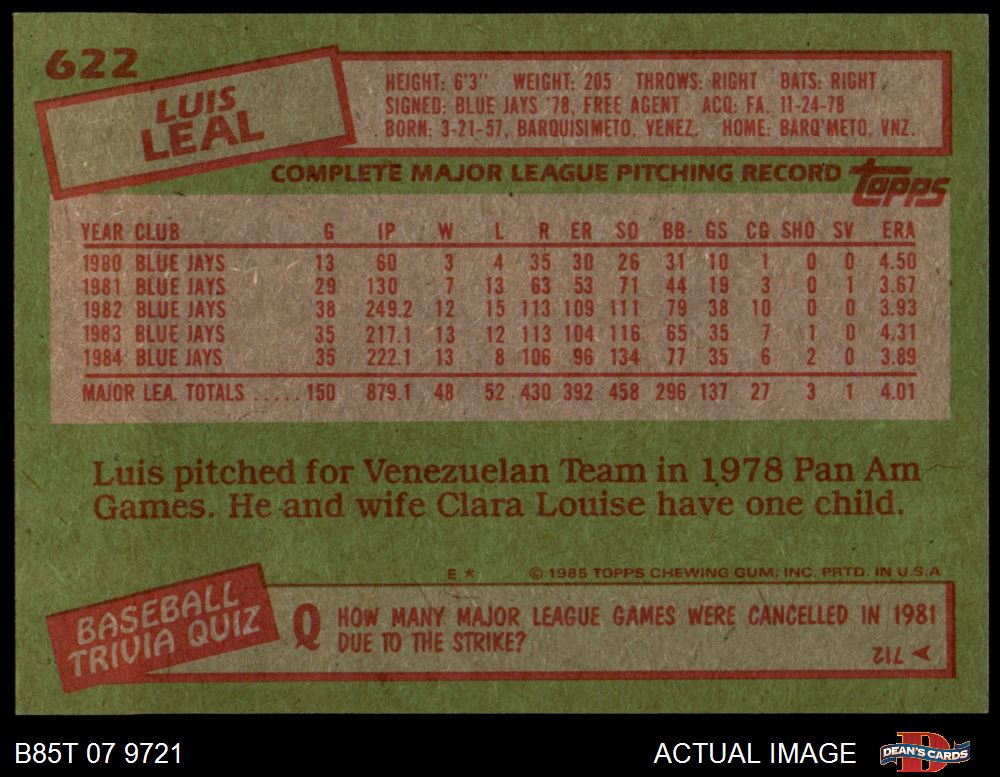 622
LUIS
LEAL
HEIGHT: 6'3" WEIGHT: 205 THROWS: RIGHT BATS: RIGHT
SIGNED: BLUE JAYS '78, FREE AGENT ACQ: FA. 11-24-78
BORN: 3-21-57, BARQUISIMETO, VENEZ. HOME: BARQ'METO, VNZ.
COMPLETE MAJOR LEAGUE PITCHING RECORD topps
YEAR CLUB G IP W L R ER SO BB GS CG SHO SV ERA
1980 BLUE JAYS 13 60 3 4 35 30 26 31 10 1 0 0 4.50
1981 BLUE JAYS 29 130 7 13 63 53 71 44 19 3 0 1 3.67
1982 BLUE JAYS 38 249.2 12 15 113 109 111 79 38 10 0 0 3.93
1983 BLUE JAYS 35 217.1 13 12 113 104 116 65 35 7 1 0 4.31
1984 BLUE JAYS 35 222.1 13 8 106 96 134 77 35 6 2 0 3.89
MAJOR LEA. TOTALS ..... 150 879.1 48 52 430 392 458 296 137 27 3 1 4.01
Luis pitched for Venezuelan Team in 1978 Pan Am
Games. He and wife Clara Louise have one child.
E * © 1985 TOPPS CHEWING GUM, INC. PRTD. IN U.S.A
BASEBALL
TRIVIA QUIZ
Q HOW MANY MAJOR LEAGUE GAMES WERE CANCELLED IN 1981
DUE TO THE STRIKE?
712
B85T 07 9721
ACTUAL IMAGE
DEAN'S CARDS